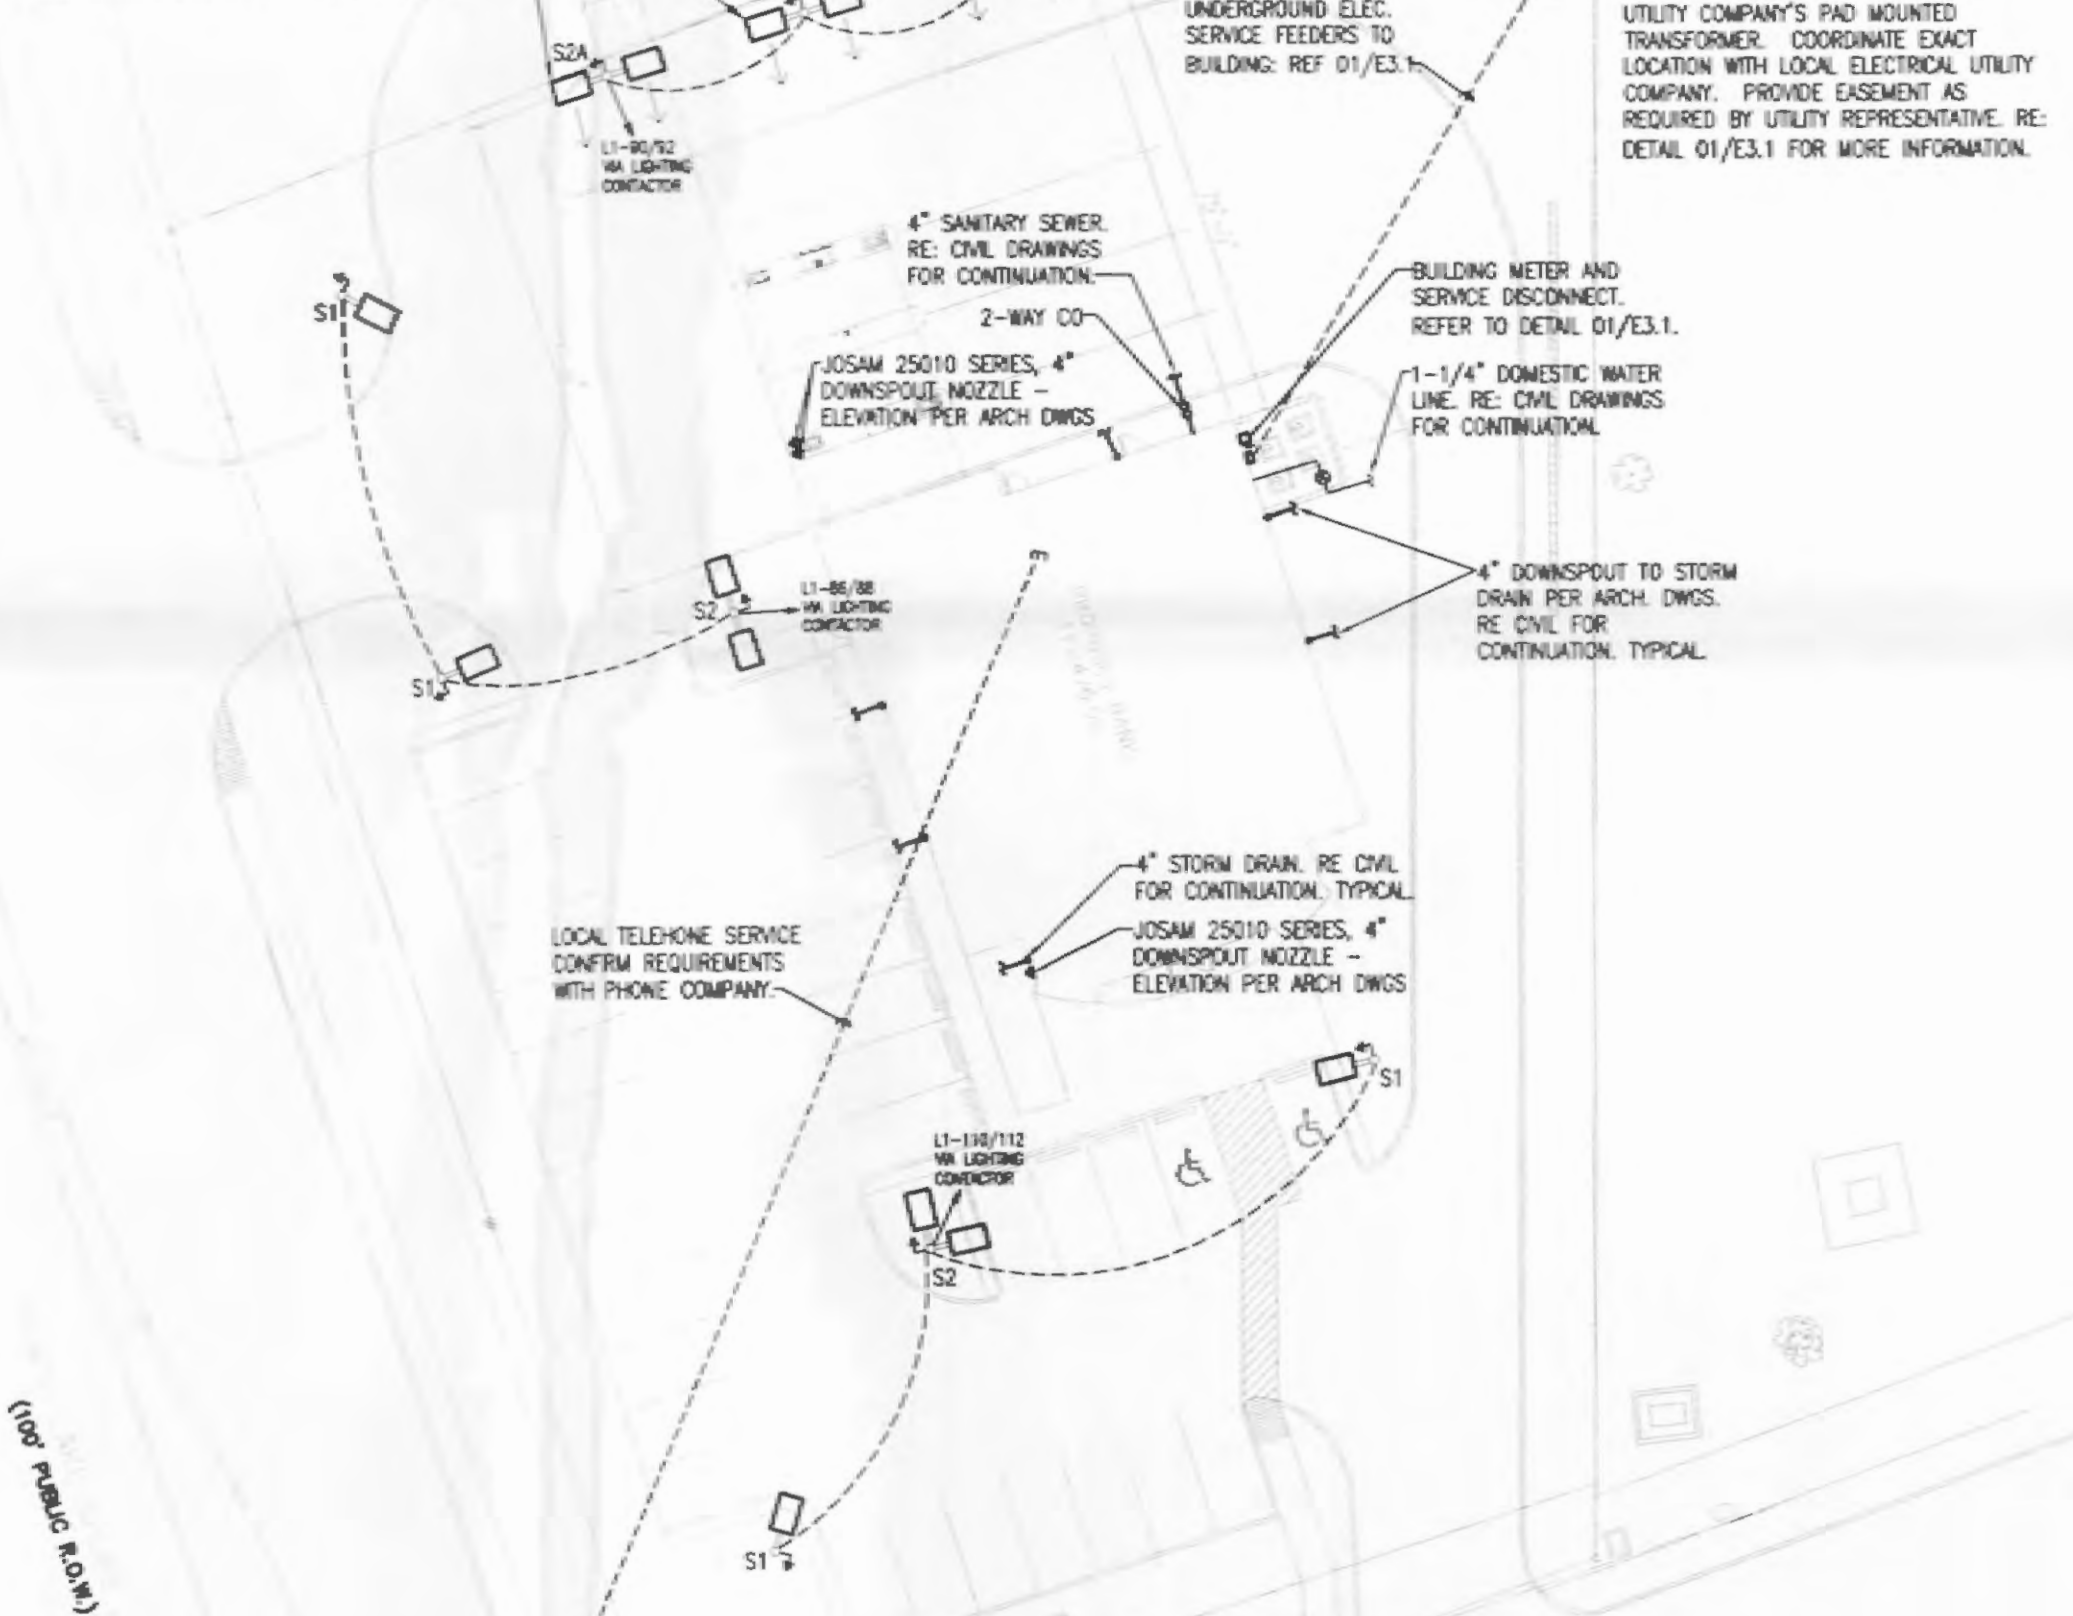 UNDERGROUND ELEC.
SERVICE FEEDERS TO
BUILDING: REF 01/E3.1.
UTILITY COMPANY'S PAD MOUNTED
TRANSFORMER. COORDINATE EXACT
LOCATION WITH LOCAL ELECTRICAL UTILITY
COMPANY. PROVIDE EASEMENT AS
REQUIRED BY UTILITY REPRESENTATIVE. RE:
DETAIL 01/E3.1 FOR MORE INFORMATION.
S2A
L1-90/92
VIA LIGHTING
CONTACTOR
4" SANITARY SEWER.
RE: CIVIL DRAWINGS
FOR CONTINUATION.
2-WAY CO
JOSAM 25010 SERIES, 4"
DOWNSPOUT NOZZLE -
ELEVATION PER ARCH DWGS
BUILDING METER AND
SERVICE DISCONNECT.
REFER TO DETAIL 01/E3.1.
1-1/4" DOMESTIC WATER
LINE. RE: CIVIL DRAWINGS
FOR CONTINUATION.
S1
S2
L1-86/88
VIA LIGHTING
CONTACTOR
S1
4" DOWNSPOUT TO STORM
DRAIN PER ARCH. DWGS.
RE CIVIL FOR
CONTINUATION. TYPICAL.
4" STORM DRAIN. RE CIVIL
FOR CONTINUATION. TYPICAL.
JOSAM 25010 SERIES, 4"
DOWNSPOUT NOZZLE -
ELEVATION PER ARCH DWGS
LOCAL TELEHONE SERVICE
CONFIRM REQUIREMENTS
WITH PHONE COMPANY.
S1
L1-110/112
VIA LIGHTING
CONTACTOR
S2
S1
(100' PUBLIC R.O.W.)